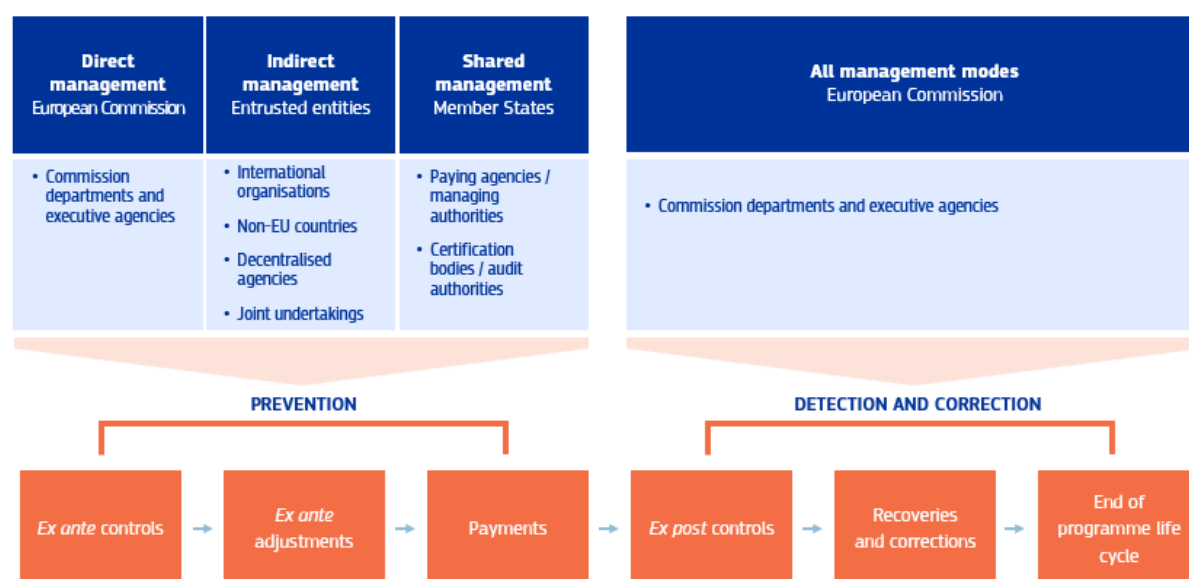 Direct
management
European Commission
Indirect
management
Entrusted entities
Shared
management
Member States
All management modes
European Commission
• Commission
departments and
executive agencies
• International
organisations
• Non-EU countries
• Decentralised
agencies
• Joint undertakings
• Paying agencies /
managing
authorities
• Certification
bodies / audit
authorities
• Commission departments and executive agencies
PREVENTION
DETECTION AND CORRECTION
Ex ante controls
Ex ante
adjustments
Payments
Ex post controls
Recoveries
and corrections
End of
programme life
cycle